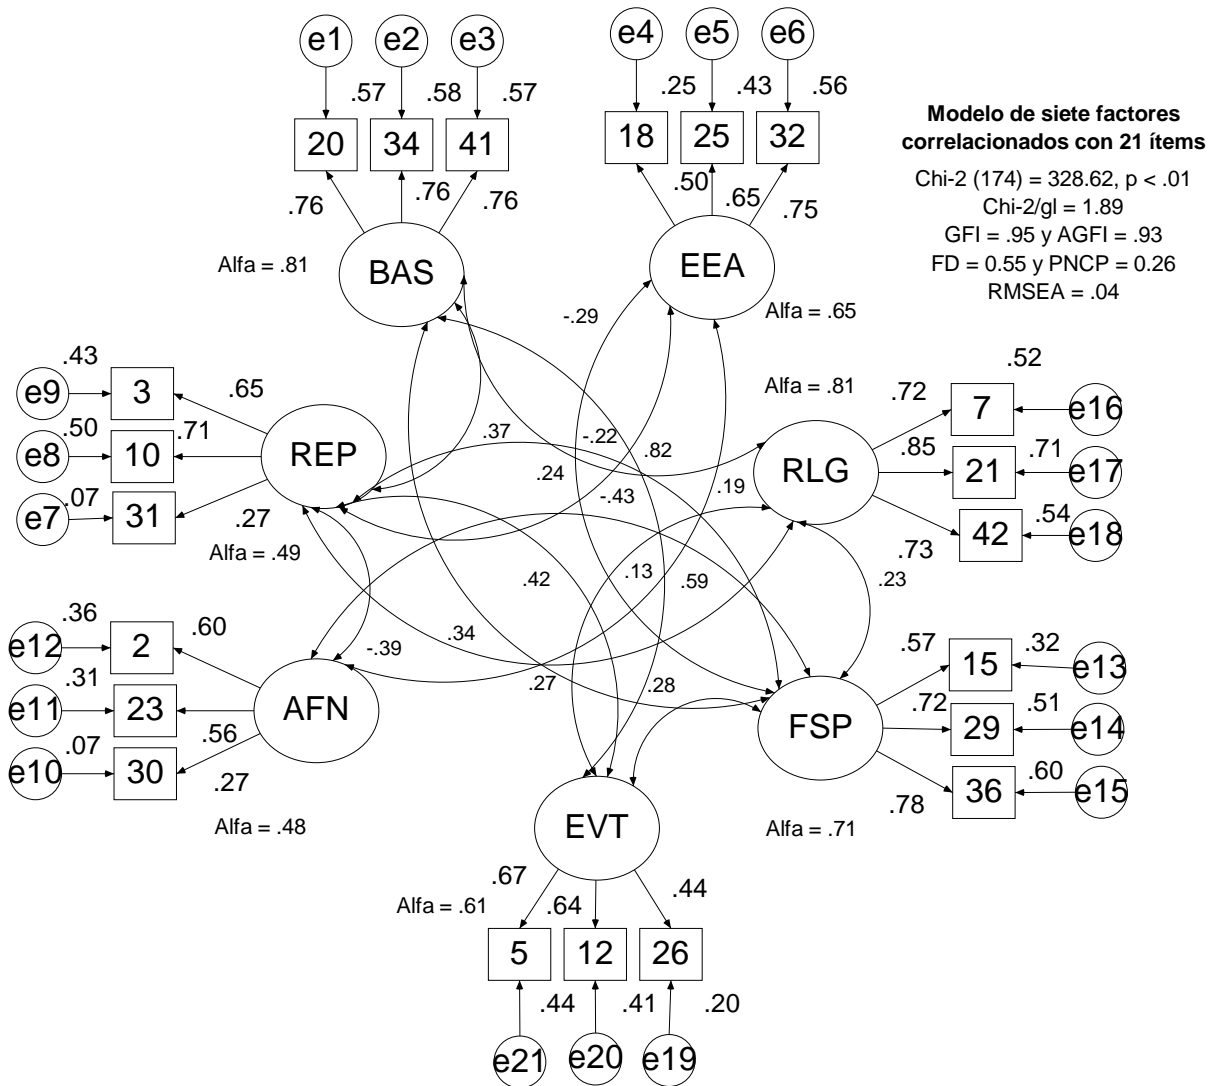 e1 e2 e3 e4 e5 e6
.57 .58 .57 .25 .43 .56
20 34 41 18 25 32
Modelo de siete factores
correlacionados con 21 ítems
Chi-2 (174) = 328.62, p < .01
Chi-2/gl = 1.89
GFI = .95 y AGFI = .93
FD = 0.55 y PNCP = 0.26
RMSEA = .04
.76 .76 .76 .50 .65 .75
BAS EEA
Alfa = .81
Alfa = .65
-.29
.43 .52
e9 3 .65
Alfa = .81
.72 7 e16
.50 .71 .37 -.22 .82
e8 10 REP
.24 -.43 .19
RLG .85 21 .71 e17
.07
e7 31 .27
Alfa = .49
42 .54 e18
.73
.42 .13 .59 .23
.36 .60
e12 2
-.39 .34 .27 .28
.57 15 .32 e13
.31
e11 23 .56
AFN
FSP .72 29 .51 e14
.07
e10 30 .27
.78 36 .60 e15
Alfa = .48
EVT
Alfa = .71
.67 .64 .44
Alfa = .61
5 12 26
.44 .41 .20
e21 e20 e19